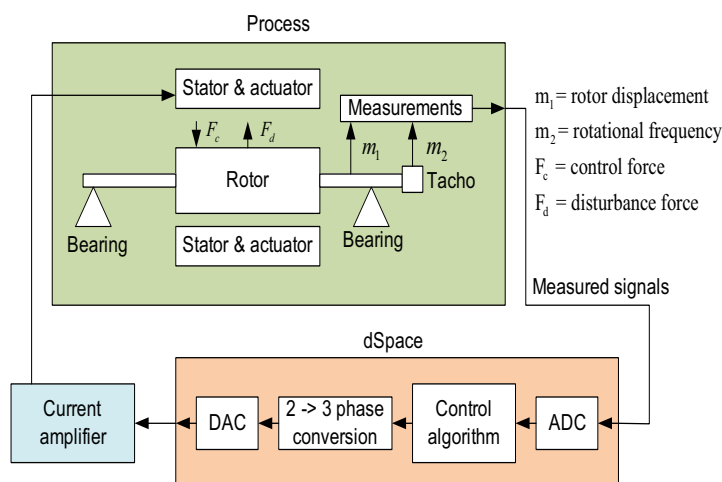 Process
Stator & actuator
Measurements
F_c F_d
m_1 m_2
Rotor
Tacho
Bearing
Bearing
Stator & actuator
m_1 = rotor displacement
m_2 = rotational frequency
F_c = control force
F_d = disturbance force
Measured signals
dSpace
Current
amplifier
DAC
2 -> 3 phase
conversion
Control
algorithm
ADC